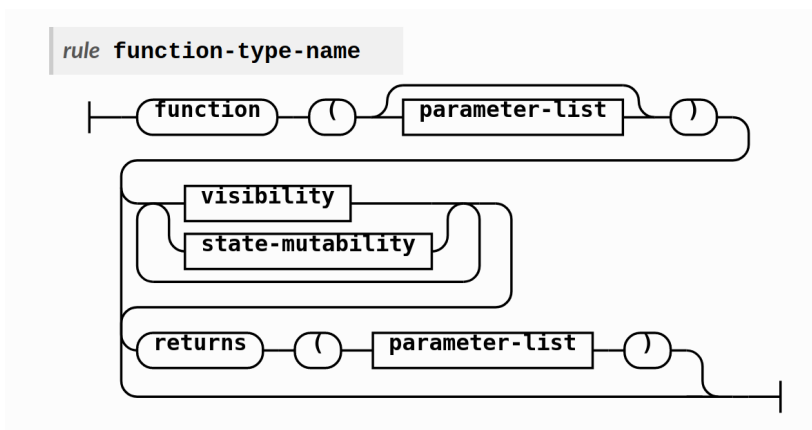 rule function-type-name
function ( parameter-list )
visibility
state-mutability
returns ( parameter-list )